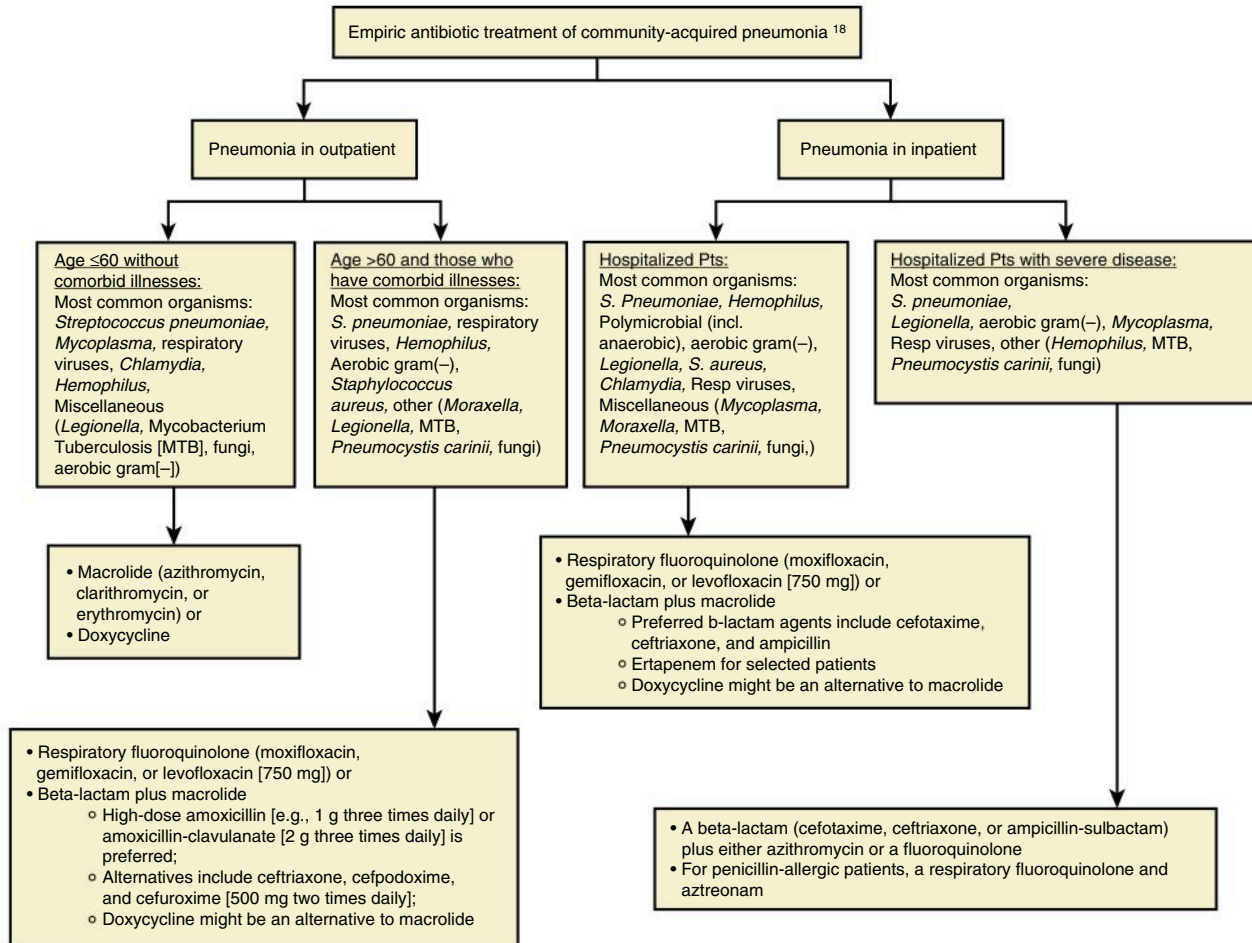 Empiric antibiotic treatment of community-acquired pneumonia 18
Pneumonia in outpatient
Pneumonia in inpatient
Age ≤60 without
comorbid illnesses:
Most common organisms:
Streptococcus pneumoniae,
Mycoplasma, respiratory
viruses, Chlamydia,
Hemophilus,
Miscellaneous
(Legionella, Mycobacterium
Tuberculosis [MTB], fungi,
aerobic gram[–])
Age >60 and those who
have comorbid illnesses:
Most common organisms:
S. pneumoniae, respiratory
viruses, Hemophilus,
Aerobic gram(–),
Staphylococcus
aureus, other (Moraxella,
Legionella, MTB,
Pneumocystis carinii, fungi)
Hospitalized Pts:
Most common organisms:
S. Pneumoniae, Hemophilus,
Polymicrobial (incl.
anaerobic), aerobic gram(–),
Legionella, S. aureus,
Chlamydia, Resp viruses,
Miscellaneous (Mycoplasma,
Moraxella, MTB,
Pneumocystis carinii, fungi,)
Hospitalized Pts with severe disease:
Most common organisms:
S. pneumoniae,
Legionella, aerobic gram(–), Mycoplasma,
Resp viruses, other (Hemophilus, MTB,
Pneumocystis carinii, fungi)
• Macrolide (azithromycin,
clarithromycin, or
erythromycin) or
• Doxycycline
• Respiratory fluoroquinolone (moxifloxacin,
gemifloxacin, or levofloxacin [750 mg]) or
• Beta-lactam plus macrolide
○ Preferred b-lactam agents include cefotaxime,
ceftriaxone, and ampicillin
○ Ertapenem for selected patients
○ Doxycycline might be an alternative to macrolide
• Respiratory fluoroquinolone (moxifloxacin,
gemifloxacin, or levofloxacin [750 mg]) or
• Beta-lactam plus macrolide
○ High-dose amoxicillin [e.g., 1 g three times daily] or
amoxicillin-clavulanate [2 g three times daily] is
preferred;
○ Alternatives include ceftriaxone, cefpodoxime,
and cefuroxime [500 mg two times daily];
○ Doxycycline might be an alternative to macrolide
• A beta-lactam (cefotaxime, ceftriaxone, or ampicillin-sulbactam)
plus either azithromycin or a fluoroquinolone
• For penicillin-allergic patients, a respiratory fluoroquinolone and
aztreonam